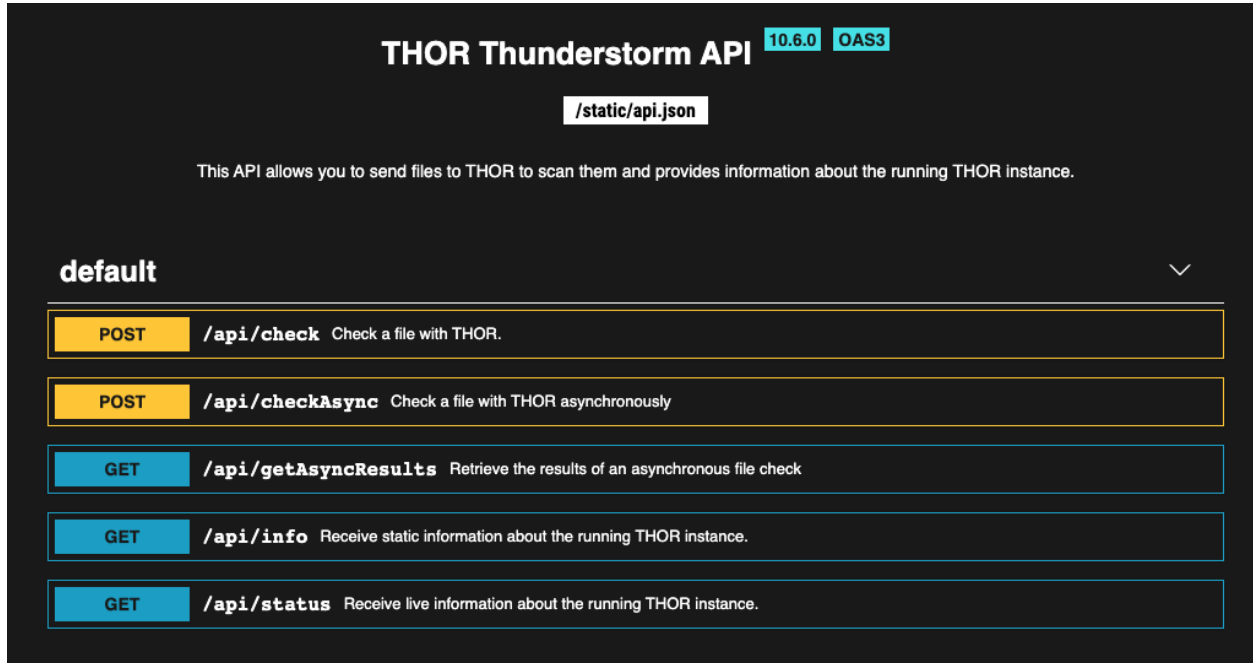 THOR Thunderstorm API 10.6.0 OAS3
/static/api.json
This API allows you to send files to THOR to scan them and provides information about the running THOR instance.
default
POST /api/check Check a file with THOR.
POST /api/checkAsync Check a file with THOR asynchronously
GET /api/getAsyncResults Retrieve the results of an asynchronous file check
GET /api/info Receive static information about the running THOR instance.
GET /api/status Receive live information about the running THOR instance.